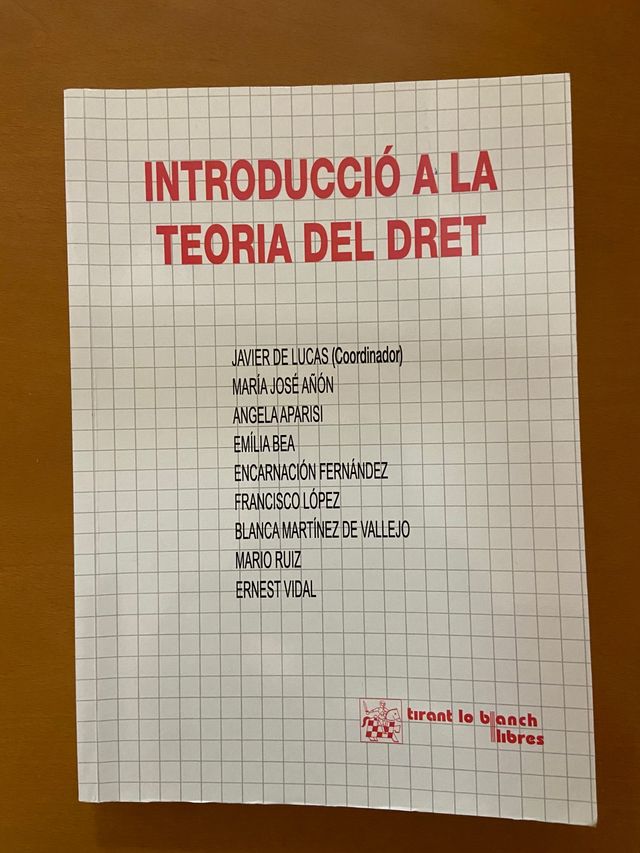 INTRODUCCIÓ A LA
TEORIA DEL DRET
JAVIER DE LUCAS (Coordinador)
MARÍA JOSÉ AÑÓN
ANGELA APARISI
EMÍLIA BEA
ENCARNACIÓN FERNÁNDEZ
FRANCISCO LÓPEZ
BLANCA MARTÍNEZ DE VALLEJO
MARIO RUIZ
ERNEST VIDAL
tirant lo blanch
llibres